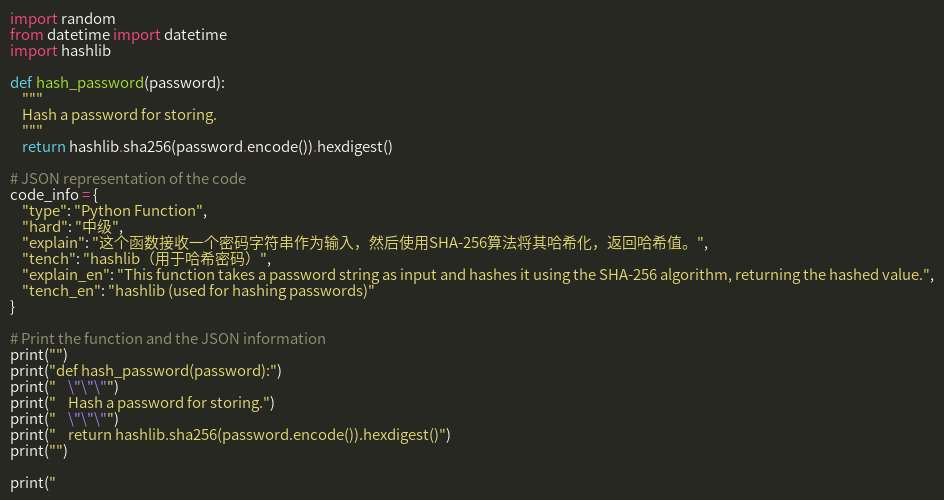 import random
from datetime import datetime
import hashlib
def hash_password(password):
"""
Hash a password for storing.
"""
return hashlib.sha256(password.encode()).hexdigest()
# JSON representation of the code
code_info = {
"type": "Python Function",
"hard": "中级",
"explain": "这个函数接收一个密码字符串作为输入，然后使用SHA-256算法将其哈希化，返回哈希值。",
"tench": "hashlib（用于哈希密码）",
"explain_en": "This function takes a password string as input and hashes it using the SHA-256 algorithm, returning the hashed value.",
"tench_en": "hashlib (used for hashing passwords)"
}
# Print the function and the JSON information
print("")
print("def hash_password(password):")
print("    \"\"\"")
print("    Hash a password for storing.")
print("    \"\"\"")
print("    return hashlib.sha256(password.encode()).hexdigest()")
print("")
print("